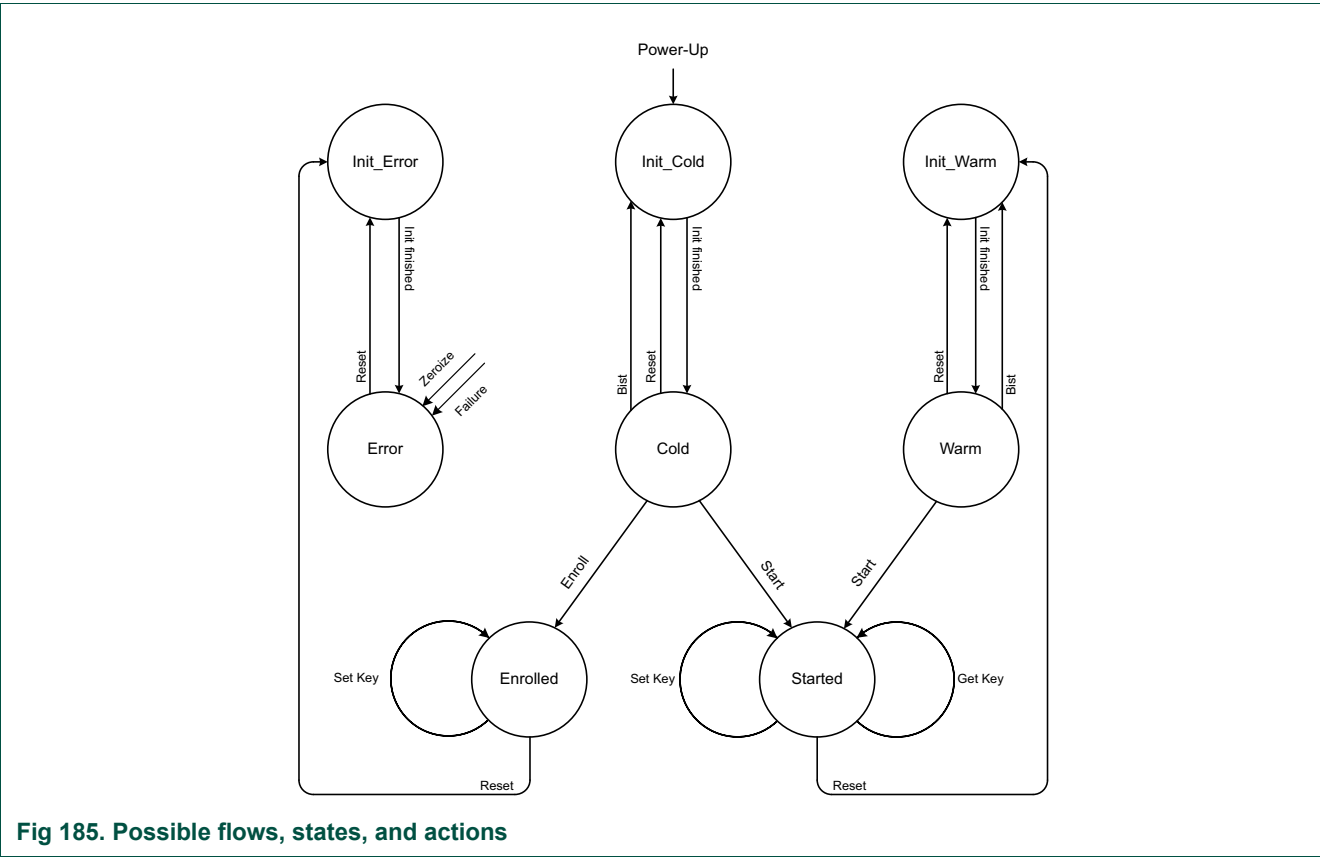 Power-Up
Init_Error
Init_Cold
Init_Warm
Init finished
Init finished
Init finished
Reset
Zeroize
Failure
Bist
Reset
Reset
Bist
Error
Cold
Warm
Enroll
Start
Start
Set Key
Enrolled
Set Key
Started
Get Key
Reset
Reset
Fig 185. Possible flows, states, and actions